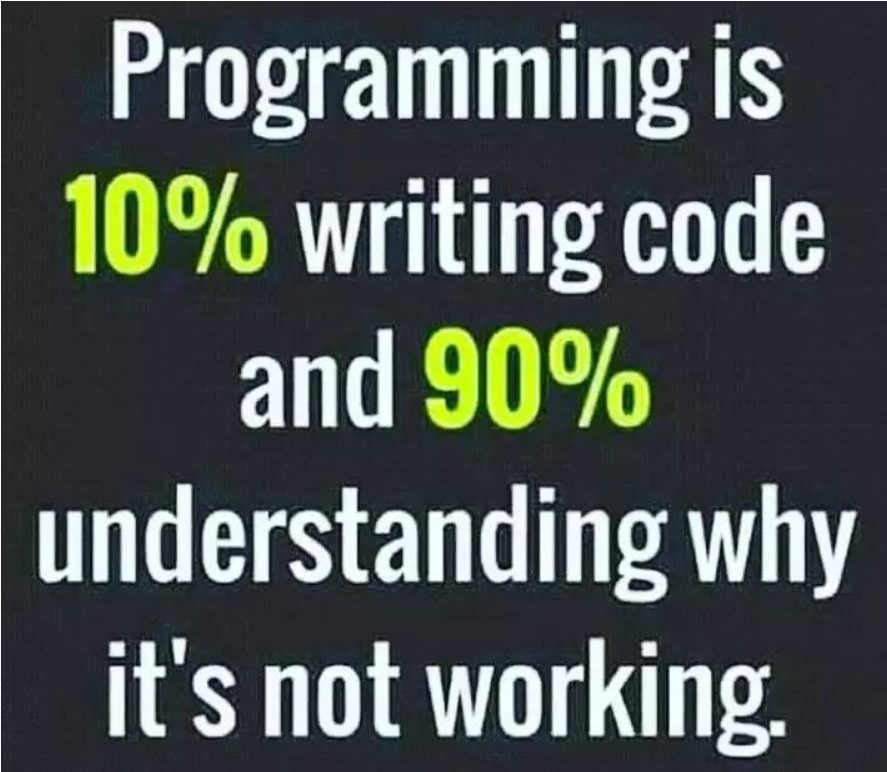 Programming is
10% writing code
and 90%
understanding why
it's not working.